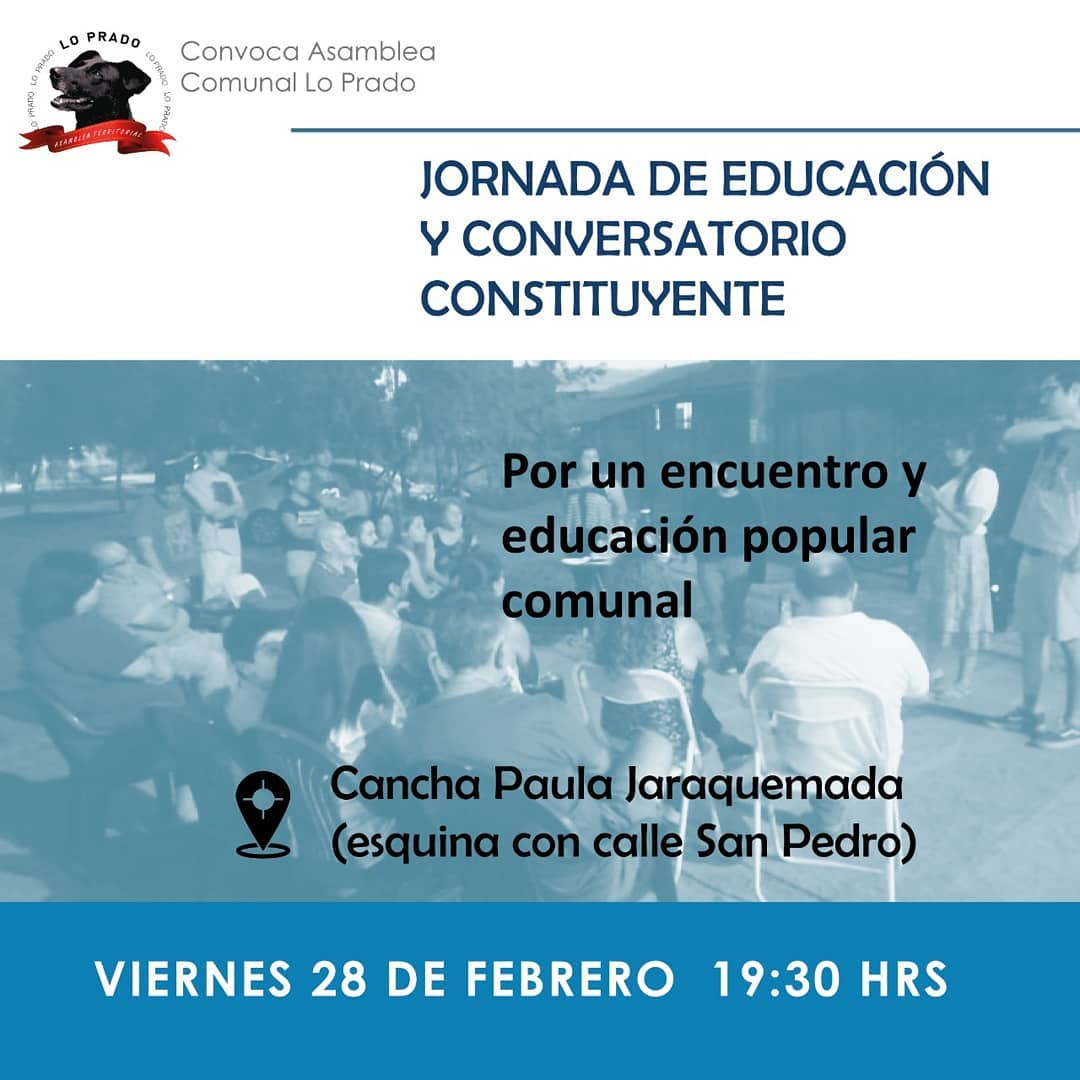 LO PRADO
LO PRADO LO PRADO LO PRADO LO PRADO
ASAMBLEA TERRITORIAL
Convoca Asamblea
Comunal Lo Prado
JORNADA DE EDUCACIÓN
Y CONVERSATORIO
CONSTITUYENTE
Por un encuentro y
educación popular
comunal
Cancha Paula Jaraquemada
(esquina con calle San Pedro)
VIERNES 28 DE FEBRERO 19:30 HRS